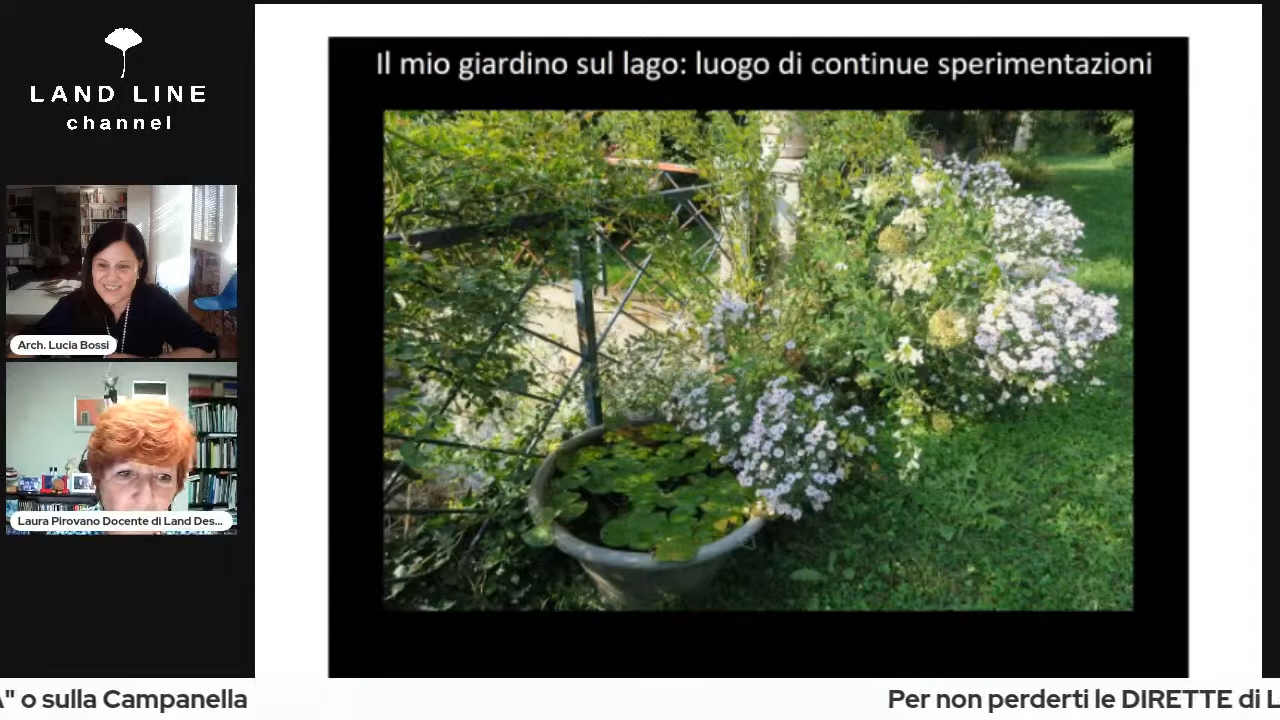 LAND LINE
channel
Il mio giardino sul lago: luogo di continue sperimentazioni
Arch. Lucia Bossi
Laura Pirovano Docente di Land Des...
" o sulla Campanella
Per non perderti le DIRETTE di L